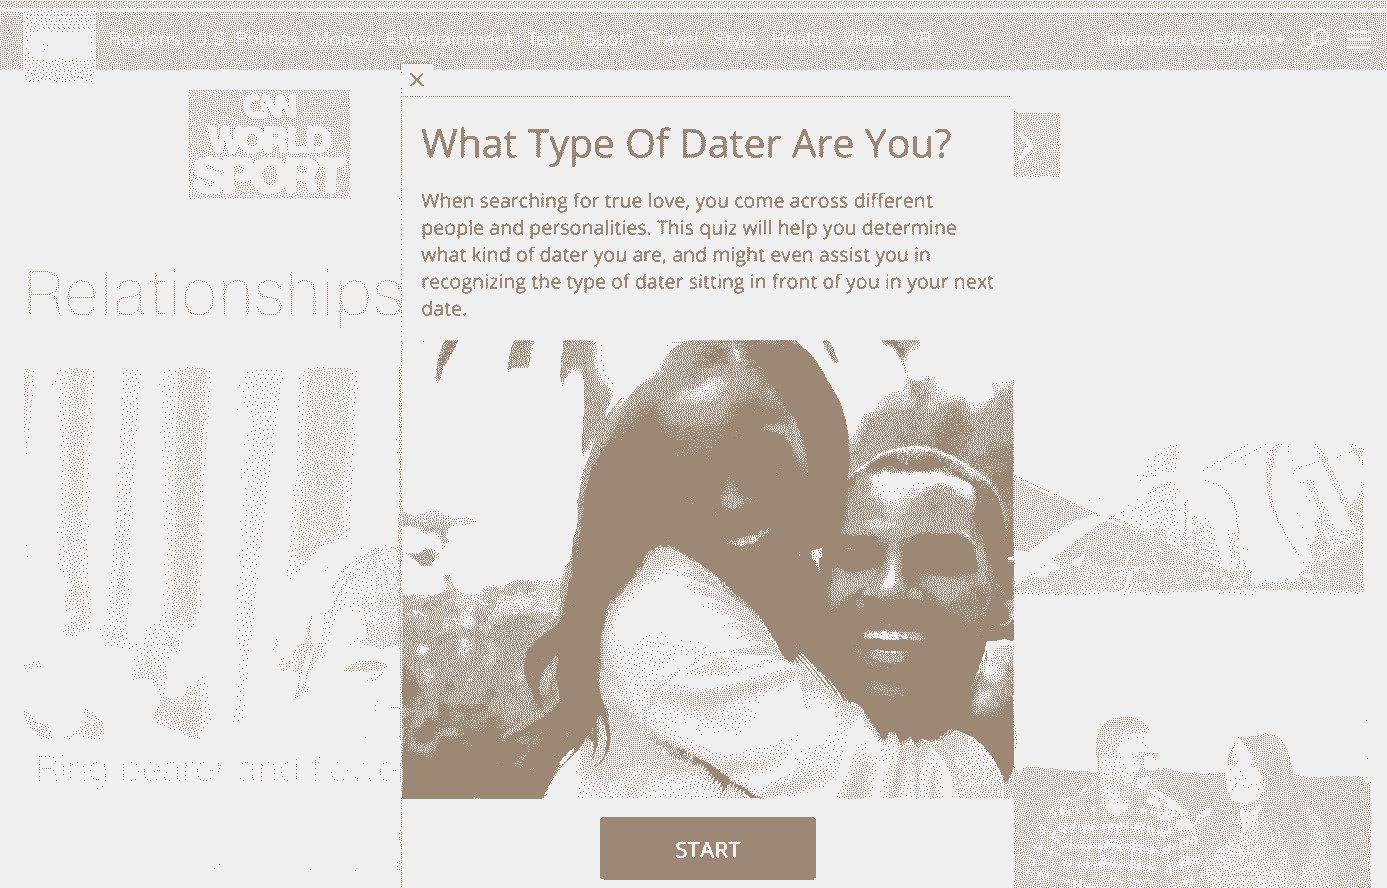 Regions U.S. Politics Money Entertainment Tech Sport Travel Style Health Video VR
International Edition
CNN
WORLD
SPORT
What Type Of Dater Are You?
When searching for true love, you come across different
people and personalities. This quiz will help you determine
what kind of dater you are, and might even assist you in
recognizing the type of dater sitting in front of you in your next
date.
Relationships
Ring bearer and
START